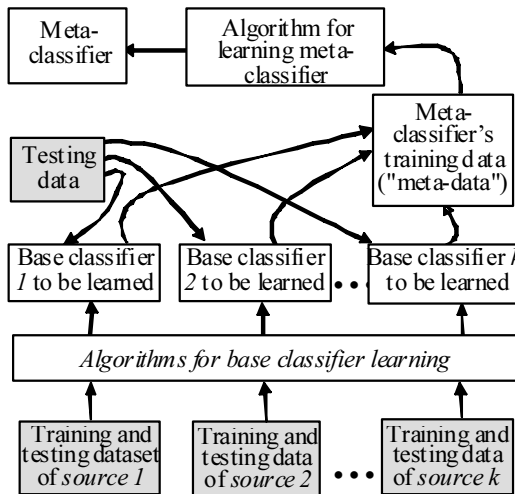 Meta-
classifier
Algorithm for
learning meta-
classifier
Meta-
classifier's
training data
("meta-data")
Testing
data
Base classifier
1 to be learned
Base classifier
2 to be learned
Base classifier k
to be learned
Algorithms for base classifier learning
Training and
testing dataset
of source 1
Training and
testing data
of source 2
Training and
testing data
of source k